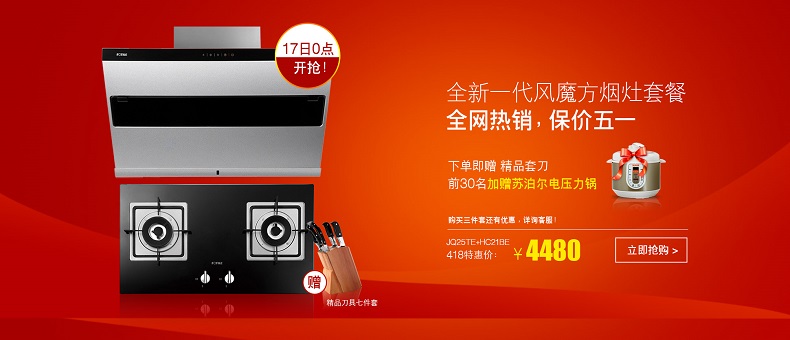 17日0点
开抢!
全新一代风魔方烟灶套餐
全网热销，保价五一
下单即赠 精品套刀
前30名加赠苏泊尔电压力锅
购买三件套还有优惠，详询客服！
JQ25TE+HC21BE
418特惠价：￥4480
立即抢购 >
赠
精品刀具七件套